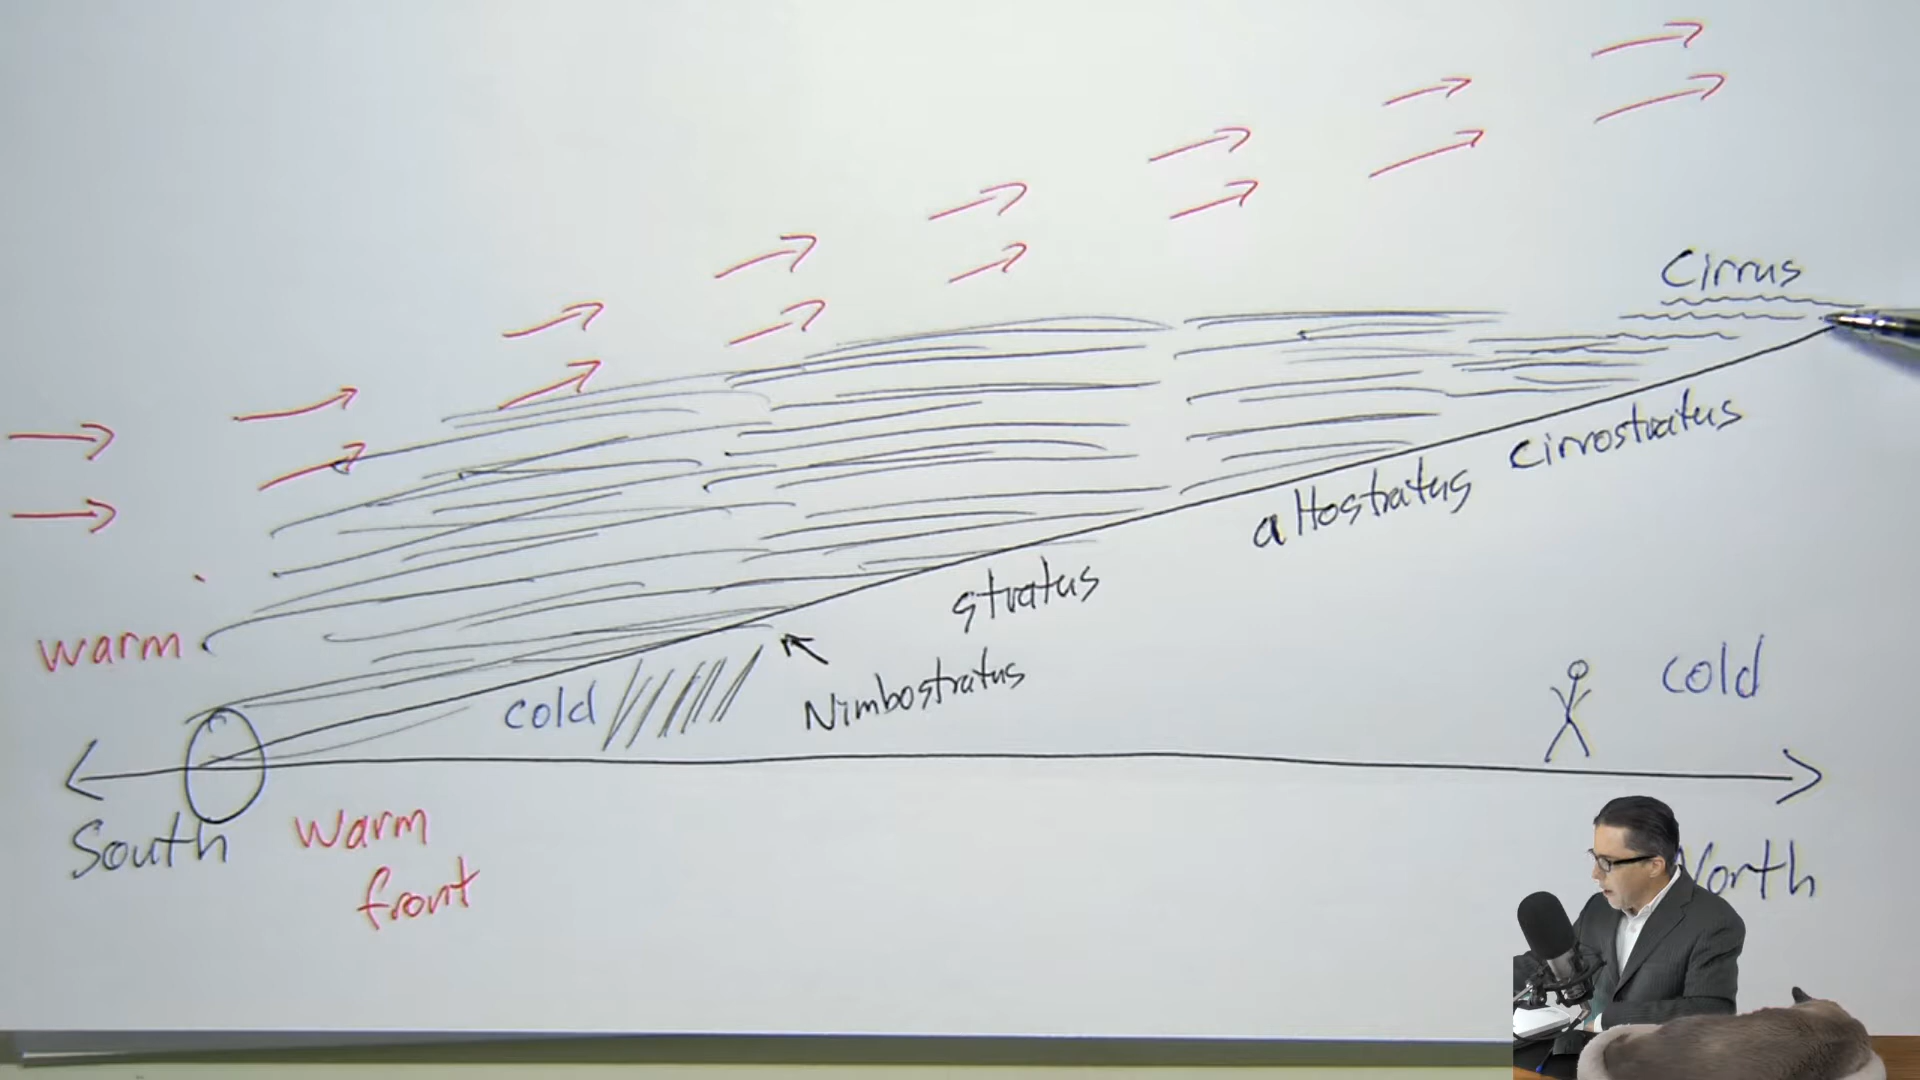 Cirrus
Cirrostratus
altostratus
stratus
Nimbostratus
warm
cold
cold
South
warm
front
North